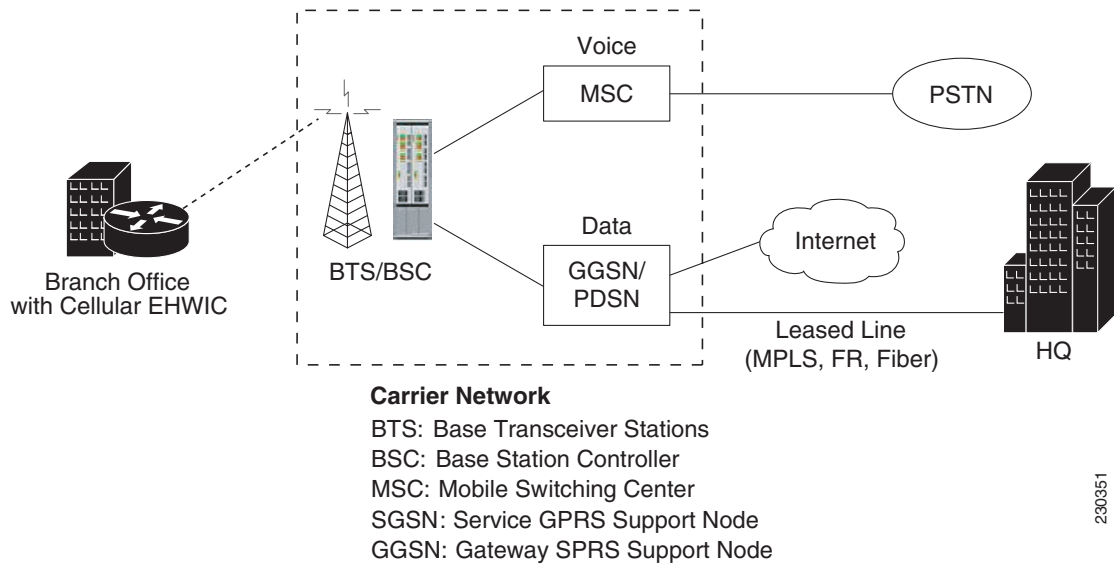 Voice
MSC
PSTN
Data
GGSN/
PDSN
Internet
BTS/BSC
Branch Office
with Cellular EHWIC
Leased Line
(MPLS, FR, Fiber)
HQ
Carrier Network
BTS: Base Transceiver Stations
BSC: Base Station Controller
MSC: Mobile Switching Center
SGSN: Service GPRS Support Node
GGSN: Gateway SPRS Support Node
230351